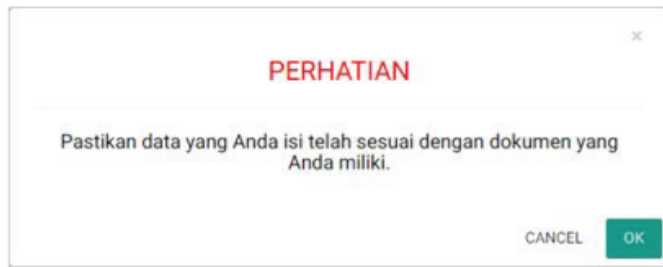 ×
PERHATIAN
Pastikan data yang Anda isi telah sesuai dengan dokumen yang
Anda miliki.
CANCEL OK